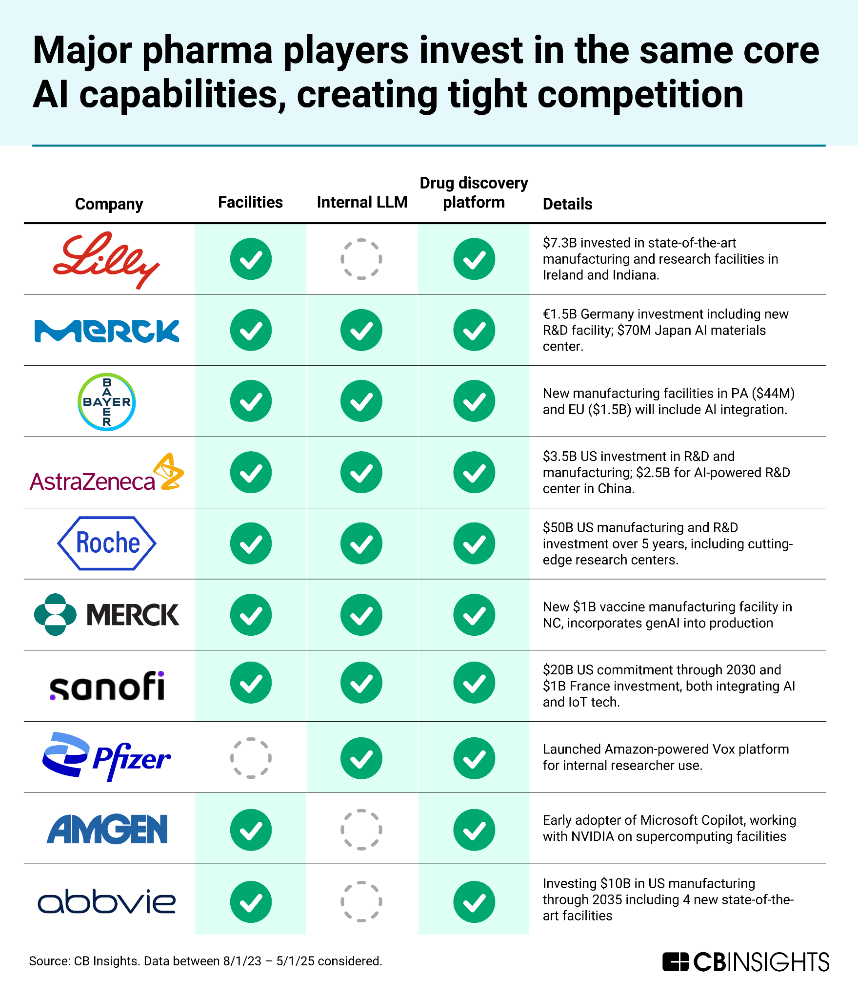 Major pharma players invest in the same core
AI capabilities, creating tight competition
Company
Facilities
Internal LLM
Drug discovery
platform
Details
Lilly
$7.3B invested in state-of-the-art
manufacturing and research facilities in
Ireland and Indiana.
MERCK
€1.5B Germany investment including new
R&D facility; $70M Japan AI materials
center.
BAYER
BAYER
New manufacturing facilities in PA ($44M)
and EU ($1.5B) will include AI integration.
AstraZeneca
$3.5B US investment in R&D and
manufacturing; $2.5B for AI-powered R&D
center in China.
Roche
$50B US manufacturing and R&D
investment over 5 years, including cutting-
edge research centers.
MERCK
New $1B vaccine manufacturing facility in
NC, incorporates genAI into production
sanofi
$20B US commitment through 2030 and
$1B France investment, both integrating AI
and IoT tech.
Pfizer
Launched Amazon-powered Vox platform
for internal researcher use.
AMGEN
Early adopter of Microsoft Copilot, working
with NVIDIA on supercomputing facilities
abbvie
Investing $10B in US manufacturing
through 2035 including 4 new state-of-the-
art facilities
Source: CB Insights. Data between 8/1/23 – 5/1/25 considered.
CBINSIGHTS